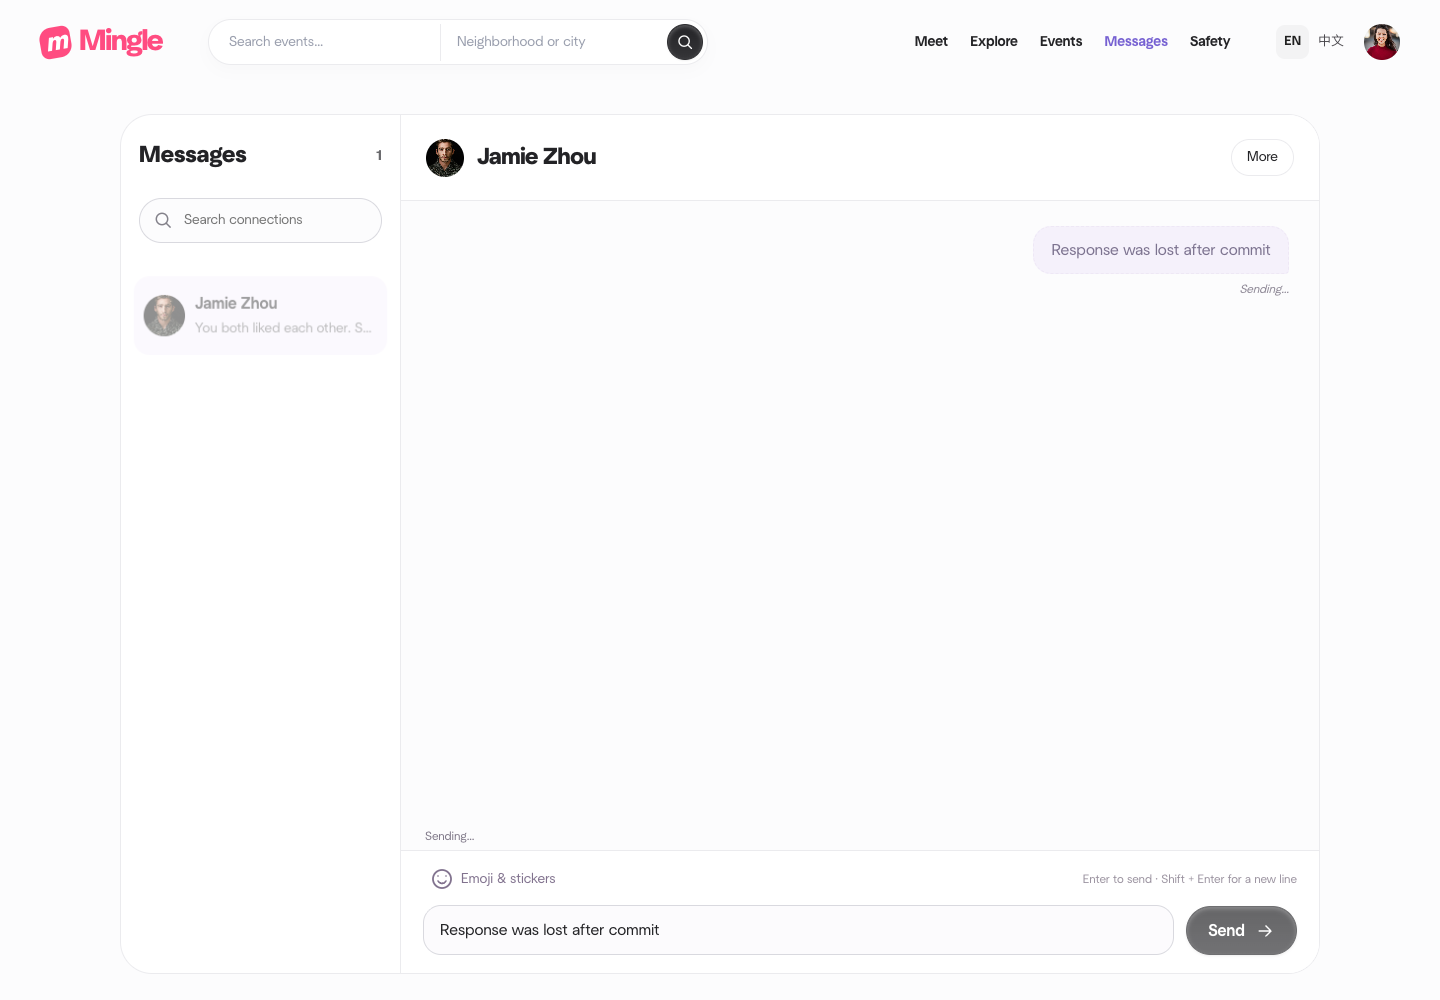 m Mingle
Search events...
Neighborhood or city
Meet
Explore
Events
Messages
Safety
EN
中文
Messages
1
Search connections
Jamie Zhou
You both liked each other. S...
Jamie Zhou
More
Response was lost after commit
Sending...
Sending...
Emoji & stickers
Enter to send · Shift + Enter for a new line
Response was lost after commit
Send →